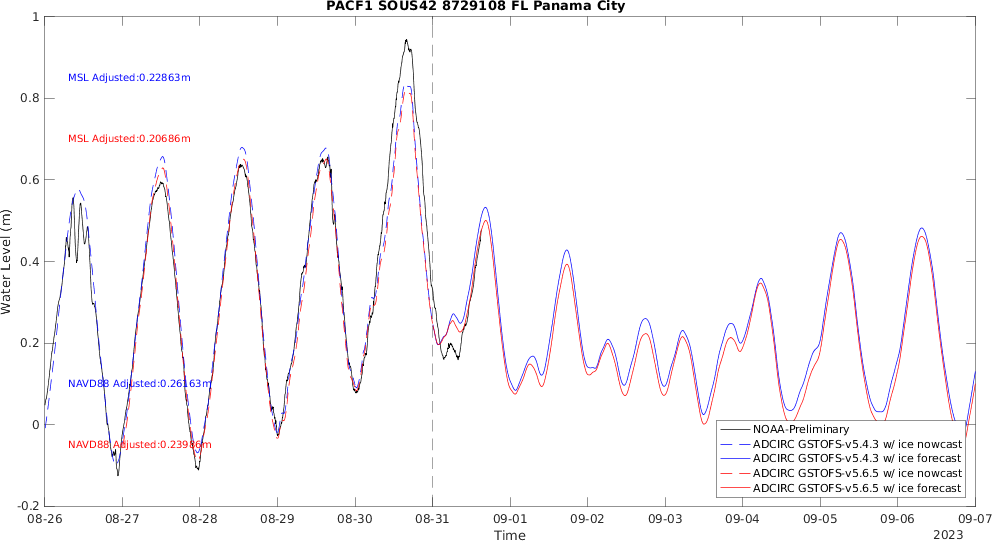 PACF1 SOUS42 8729108 FL Panama City
1
0.8
0.6
0.4
0.2
0
-0.2
Water Level (m)
MSL Adjusted:0.22863m
MSL Adjusted:0.20686m
NAVD88 Adjusted:0.26163m
NAVD88 Adjusted:0.23986m
NOAA-Preliminary
ADCIRC GSTOFS-v5.4.3 w/ ice nowcast
ADCIRC GSTOFS-v5.4.3 w/ ice forecast
ADCIRC GSTOFS-v5.6.5 w/ ice nowcast
ADCIRC GSTOFS-v5.6.5 w/ ice forecast
08-26 08-27 08-28 08-29 08-30 08-31 09-01 09-02 09-03 09-04 09-05 09-06 09-07
Time
2023